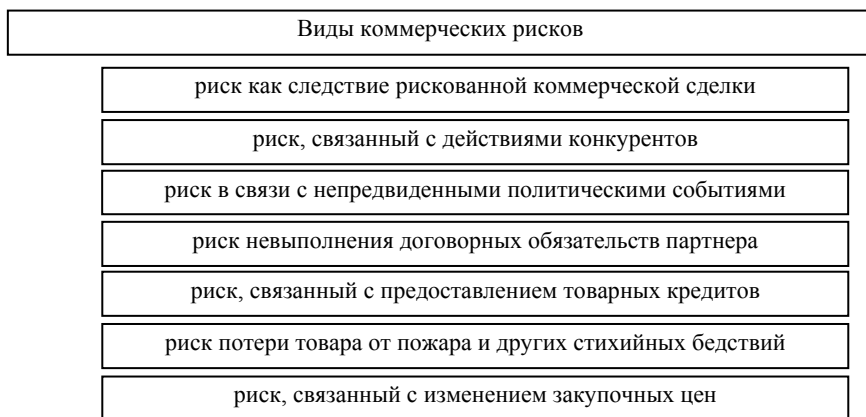 Виды коммерческих рисков
риск как следствие рискованной коммерческой сделки
риск, связанный с действиями конкурентов
риск в связи с непредвиденными политическими событиями
риск невыполнения договорных обязательств партнера
риск, связанный с предоставлением товарных кредитов
риск потери товара от пожара и других стихийных бедствий
риск, связанный с изменением закупочных цен